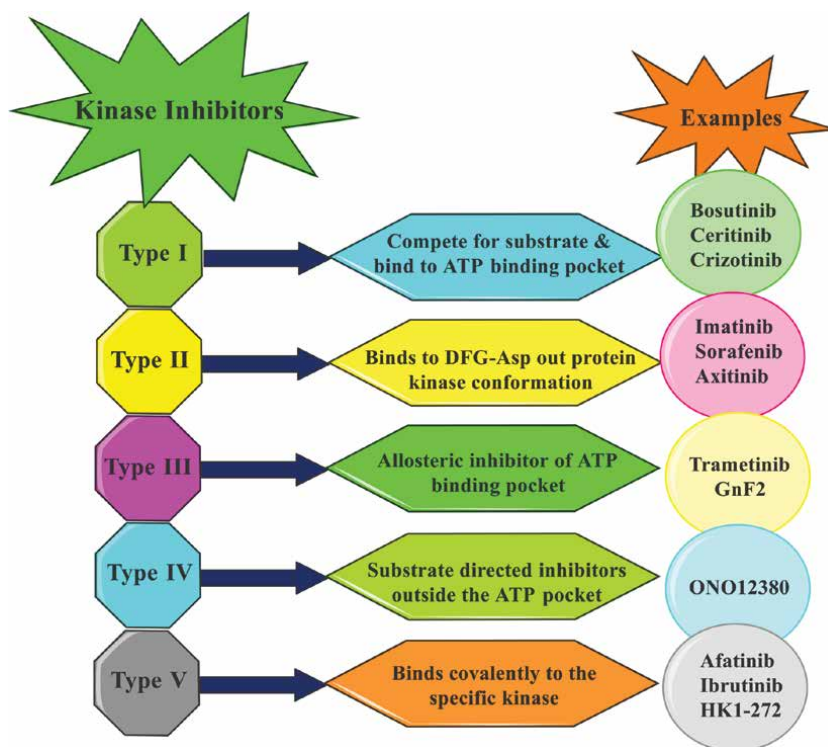 Kinase Inhibitors
Examples
Type I
Compete for substrate &
bind to ATP binding pocket
Bosutinib
Ceritinib
Crizotinib
Type II
Binds to DFG-Asp out protein
kinase conformation
Imatinib
Sorafenib
Axitinib
Type III
Allosteric inhibitor of ATP
binding pocket
Trametinib
GnF2
Type IV
Substrate directed inhibitors
outside the ATP pocket
ONO12380
Type V
Binds covalently to the
specific kinase
Afatinib
Ibrutinib
HK1-272